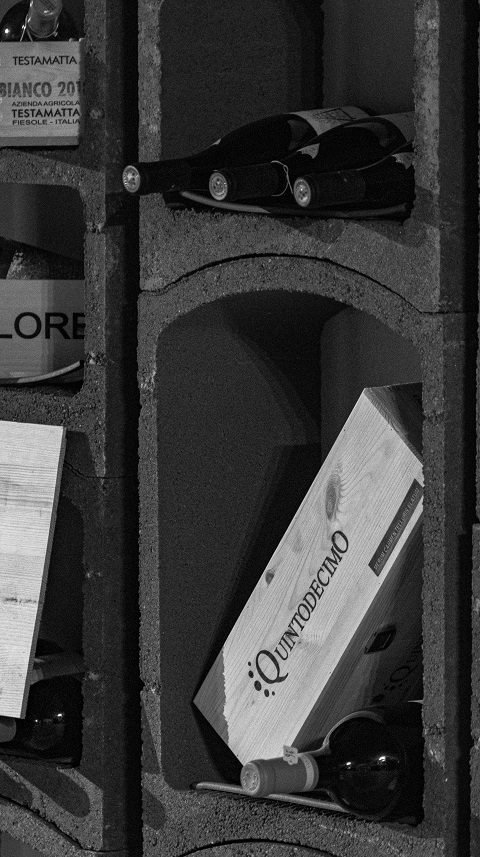 TESTAMATTA
BIANCO 201
AZIENDA AGRICOLA
TESTAMATTA
FIESOLE - ITALIA
LORE
QUINTODECIMO